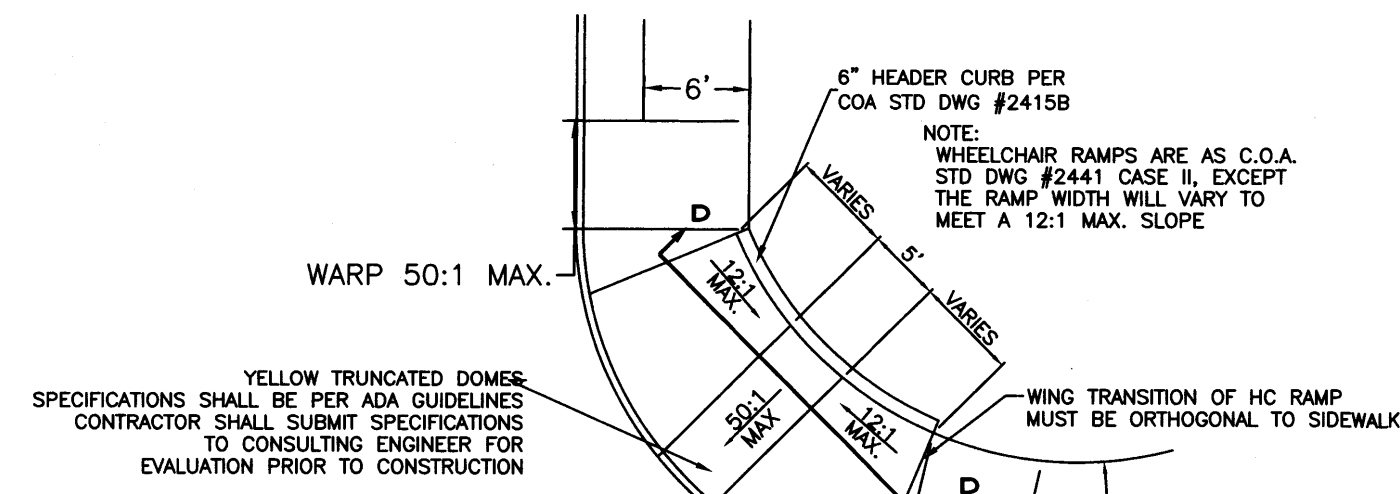 6'
6" HEADER CURB PER
COA STD DWG #2415B
NOTE:
WHEELCHAIR RAMPS ARE AS C.O.A.
STD DWG #2441 CASE II, EXCEPT
THE RAMP WIDTH WILL VARY TO
MEET A 12:1 MAX. SLOPE
VARIES
5'
VARIES
D
WARP 50:1 MAX.
12:1
MAX.
YELLOW TRUNCATED DOMES
SPECIFICATIONS SHALL BE PER ADA GUIDELINES
CONTRACTOR SHALL SUBMIT SPECIFICATIONS
TO CONSULTING ENGINEER FOR
EVALUATION PRIOR TO CONSTRUCTION
50:1
MAX
12:1
MAX.
WING TRANSITION OF HC RAMP
MUST BE ORTHOGONAL TO SIDEWALK
D